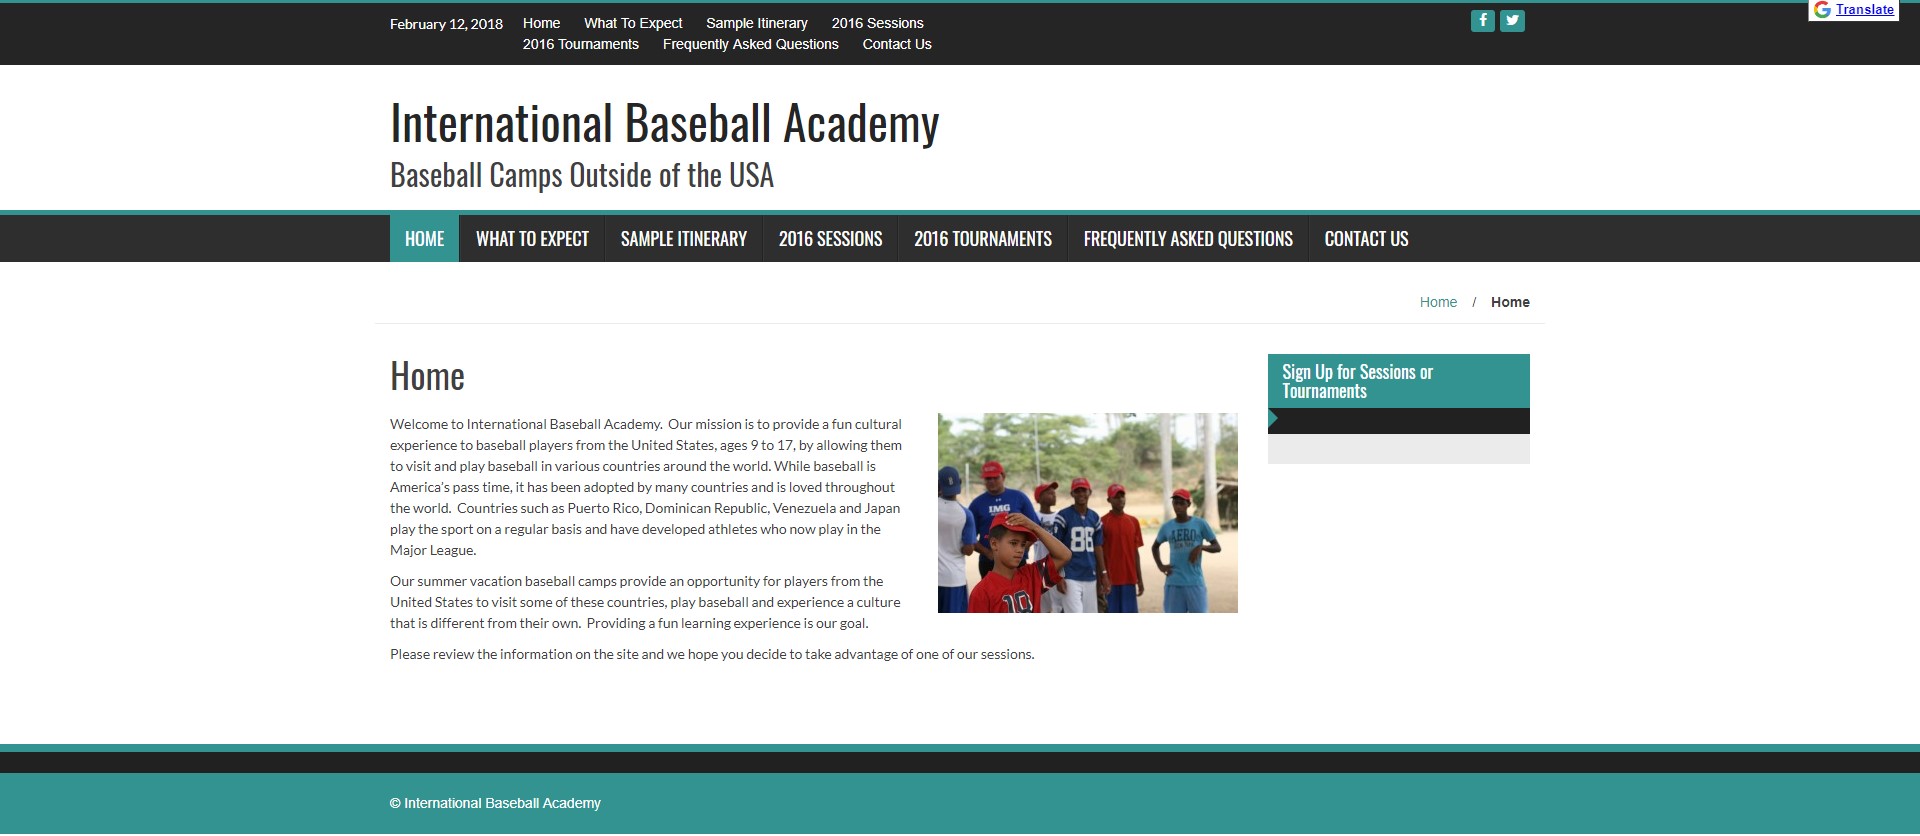 February 12, 2018
Home What To Expect Sample Itinerary 2016 Sessions
2016 Tournaments Frequently Asked Questions Contact Us
Translate
International Baseball Academy
Baseball Camps Outside of the USA
HOME WHAT TO EXPECT SAMPLE ITINERARY 2016 SESSIONS 2016 TOURNAMENTS FREQUENTLY ASKED QUESTIONS CONTACT US
Home / Home
Home
Welcome to International Baseball Academy. Our mission is to provide a fun cultural
experience to baseball players from the United States, ages 9 to 17, by allowing them
to visit and play baseball in various countries around the world. While baseball is
America's pass time, it has been adopted by many countries and is loved throughout
the world. Countries such as Puerto Rico, Dominican Republic, Venezuela and Japan
play the sport on a regular basis and have developed athletes who now play in the
Major League.
Our summer vacation baseball camps provide an opportunity for players from the
United States to visit some of these countries, play baseball and experience a culture
that is different from their own. Providing a fun learning experience is our goal.
Please review the information on the site and we hope you decide to take advantage of one of our sessions.
IMG
86
AERO
10
Sign Up for Sessions or
Tournaments
© International Baseball Academy